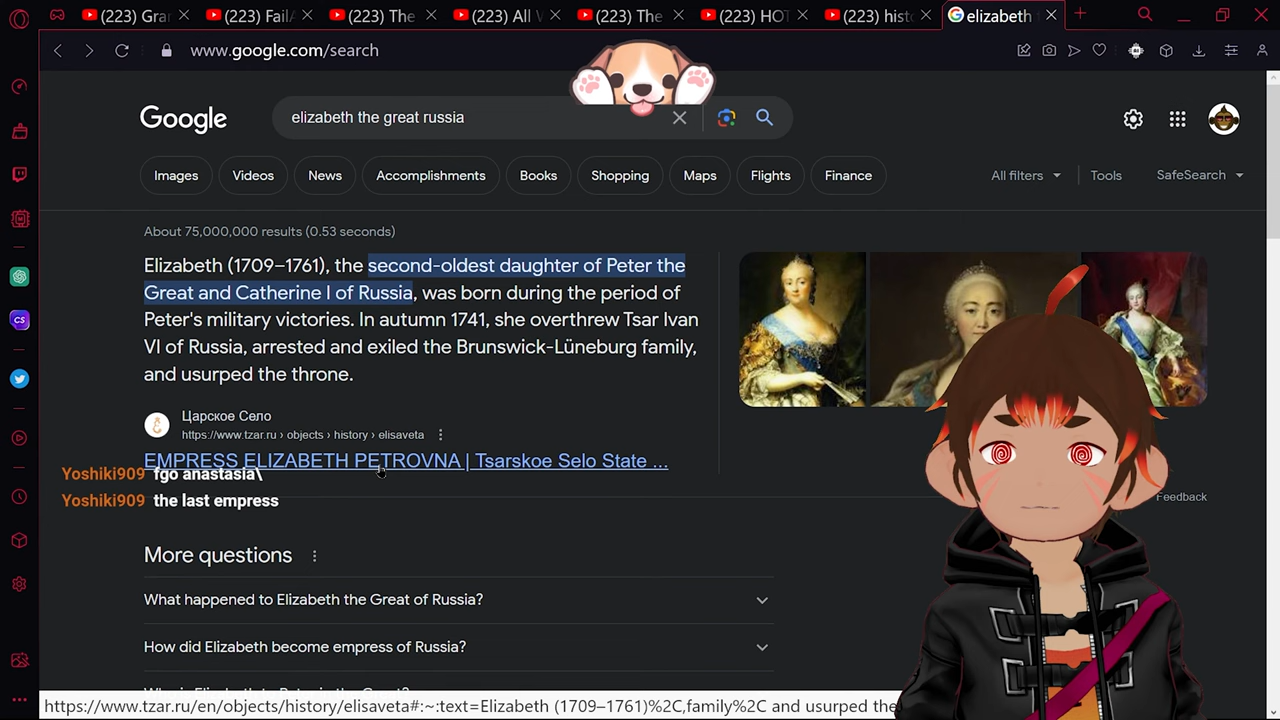 (223) Gra
(223) FailA
(223) The
(223) All V
(223) The
(223) HOT
(223) hist
elizabeth
www.google.com/search
Google
elizabeth the great russia
Images
Videos
News
Accomplishments
Books
Shopping
Maps
Flights
Finance
All filters
Tools
SafeSearch
About 75,000,000 results (0.53 seconds)
Elizabeth (1709–1761), the second-oldest daughter of Peter the
Great and Catherine I of Russia, was born during the period of
Peter's military victories. In autumn 1741, she overthrew Tsar Ivan
VI of Russia, arrested and exiled the Brunswick-Lüneburg family,
and usurped the throne.
Царское Село
https://www.tzar.ru › objects › history › elisaveta
EMPRESS ELIZABETH PETROVNA | Tsarskoe Selo State ...
Yoshiki909 fgo anastasia\
Yoshiki909 the last empress
Feedback
More questions
What happened to Elizabeth the Great of Russia?
How did Elizabeth become empress of Russia?
https://www.tzar.ru/en/objects/history/elisaveta#:~:text=Elizabeth (1709–1761)%2C,family%2C and usurped the
CS